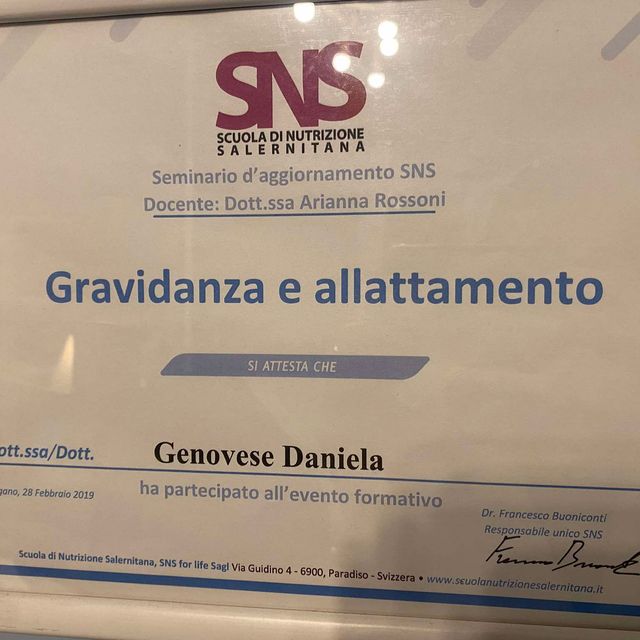 SNS
SCUOLA DI NUTRIZIONE
SALERNITANA
Seminario d'aggiornamento SNS
Docente: Dott.ssa Arianna Rossoni
Gravidanza e allattamento
SI ATTESTA CHE
ott.ssa/Dott. Genovese Daniela
gano, 28 Febbraio 2019
ha partecipato all'evento formativo
Dr. Francesco Buoniconti
Responsabile unico SNS
Scuola di Nutrizione Salernitana, SNS for life Sagl Via Guidino 4 - 6900, Paradiso - Svizzera • www.scuolanutrizionesalernitana.it